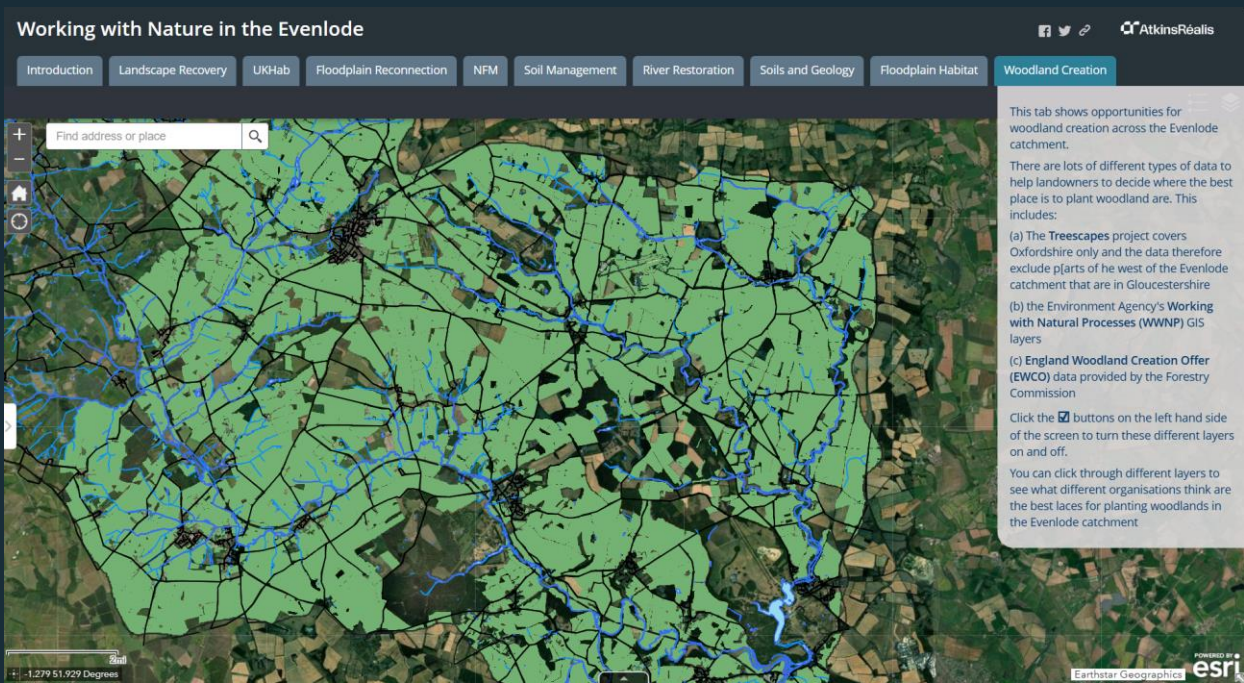 Working with Nature in the Evenlode
AtkinsRéalis
Introduction
Landscape Recovery
UKHab
Floodplain Reconnection
NFM
Soil Management
River Restoration
Soils and Geology
Floodplain Habitat
Woodland Creation
+
Find address or place
−
This tab shows opportunities for
woodland creation across the Evenlode
catchment.
There are lots of different types of data to
help landowners to decide where the best
place is to plant woodland are. This
includes:
(a) The Treescapes project covers
Oxfordshire only and the data therefore
exclude p[arts of he west of the Evenlode
catchment that are in Gloucestershire
(b) the Environment Agency's Working
with Natural Processes (WWNP) GIS
layers
(c) England Woodland Creation Offer
(EWCO) data provided by the Forestry
Commission
Click the ☑ buttons on the left hand side
of the screen to turn these different layers
on and off.
You can click through different layers to
see what different organisations think are
the best laces for planting woodlands in
the Evenlode catchment
2mi
-1.279 51.929 Degrees
Earthstar Geographics
POWERED BY
esri